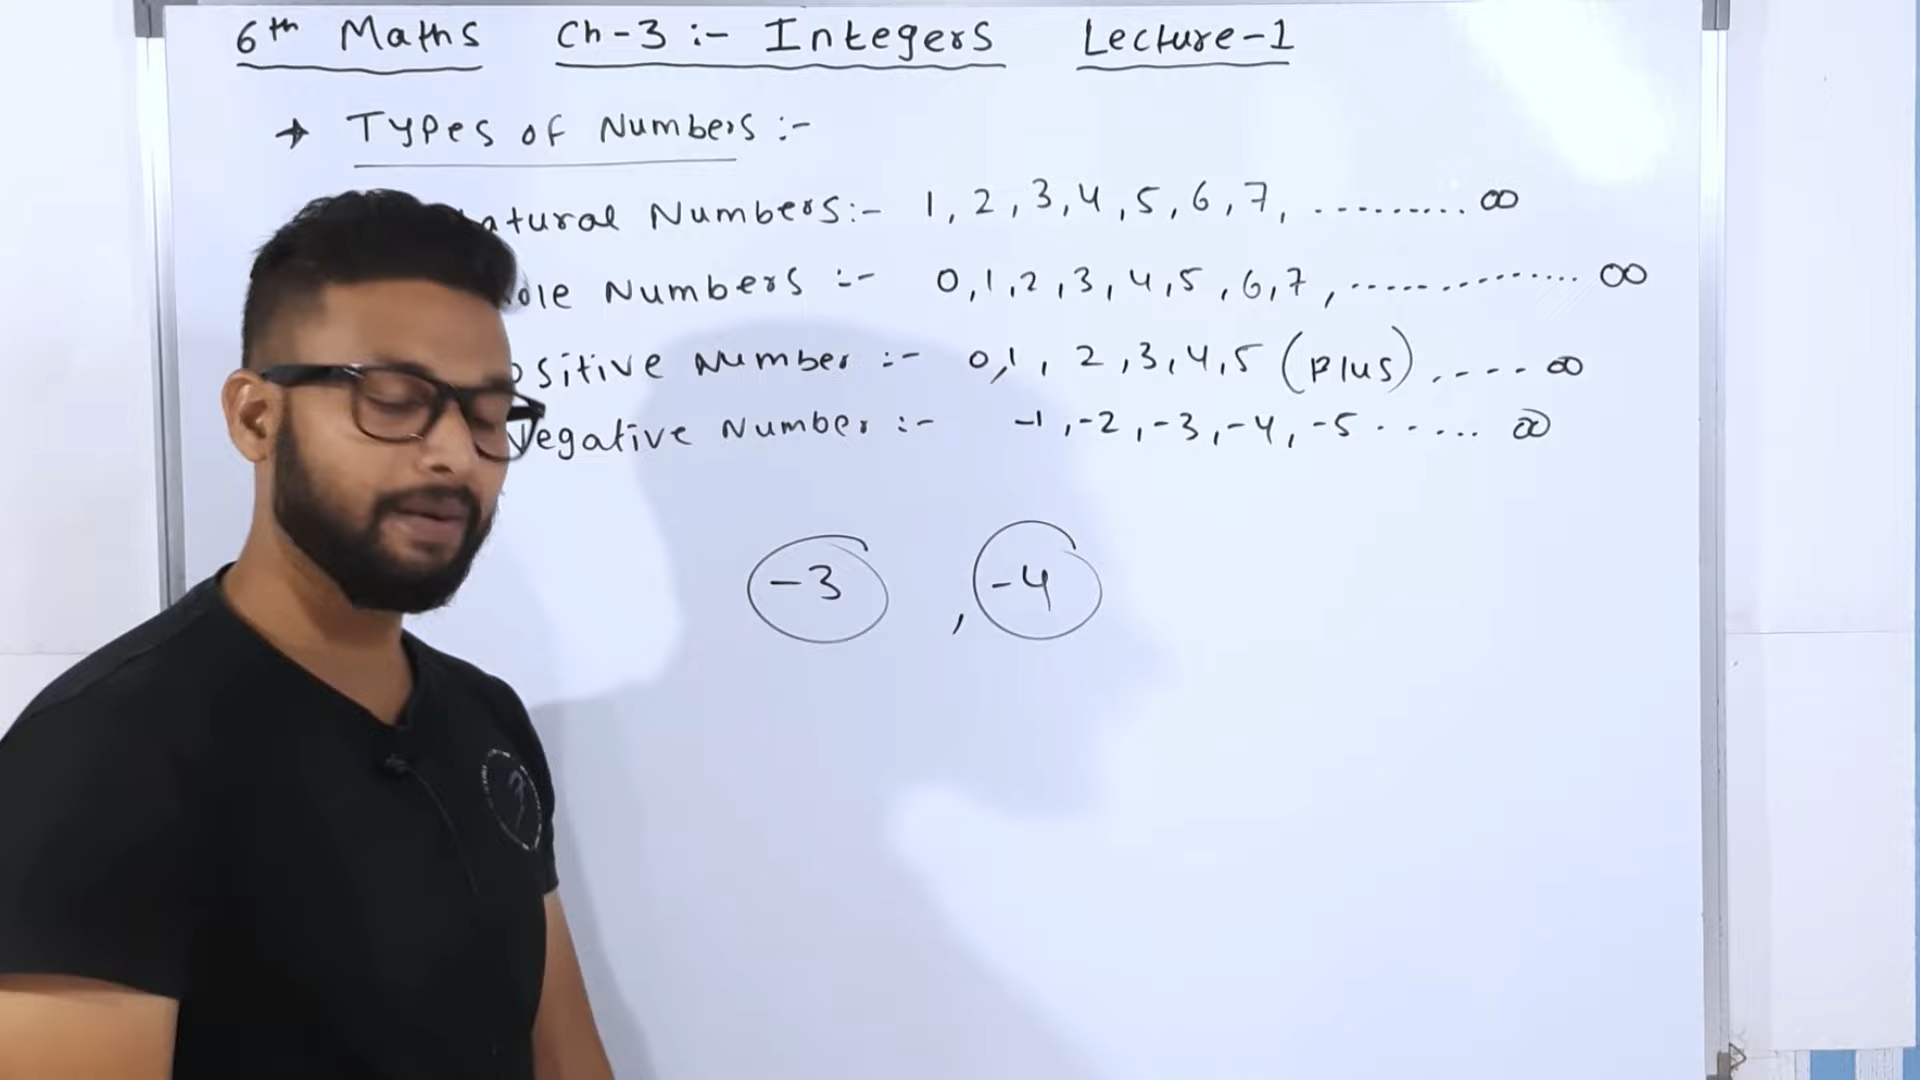 6th Maths Ch-3 :- Integers Lecture-1
→ Types of Numbers :-
atural Numbers:- 1, 2, 3, 4, 5, 6, 7, .......... ∞
ole Numbers :- 0, 1, 2, 3, 4, 5, 6, 7, .............. ∞
ositive Number :- 0, 1, 2, 3, 4, 5 (Plus), .... ∞
Negative Number :- -1, -2, -3, -4, -5 ...... ∞
-3 , -4